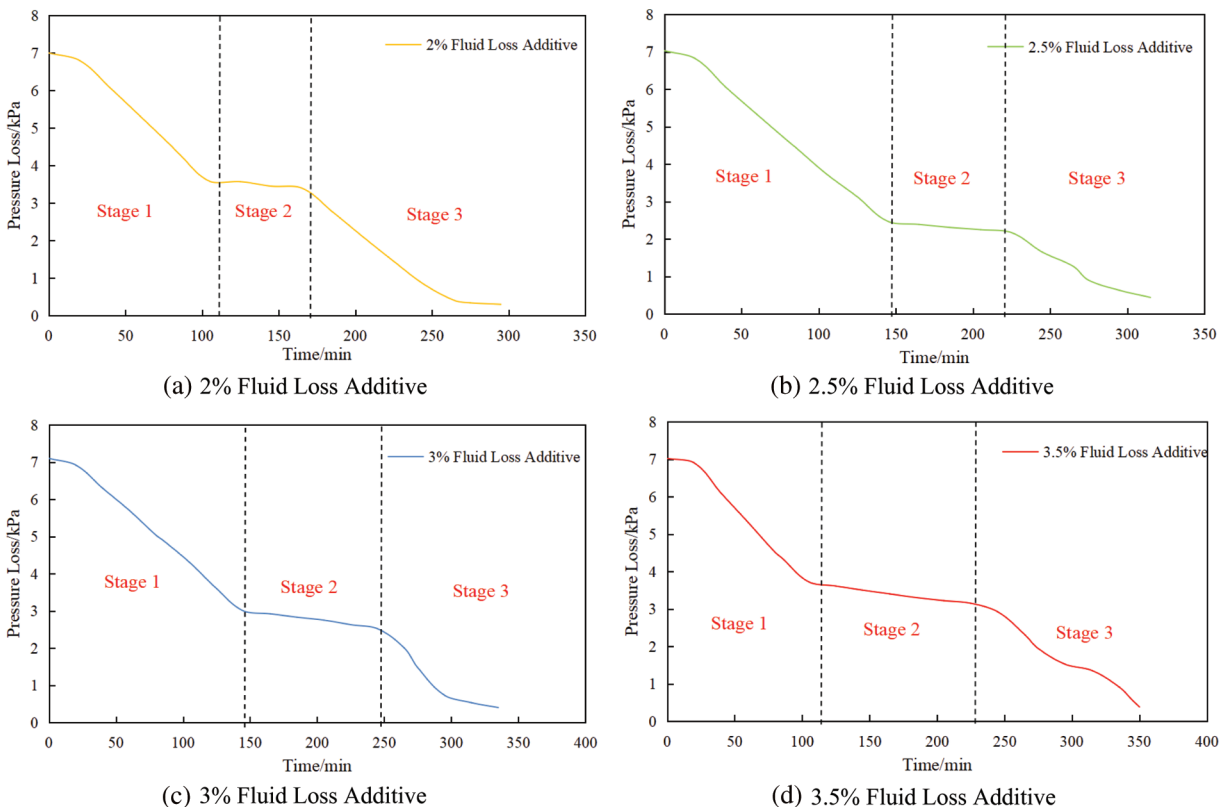 8
7
6
5
4
3
2
1
0
Pressure Loss/kPa
2% Fluid Loss Additive
Stage 1
Stage 2
Stage 3
0 50 100 150 200 250 300 350
Time/min
(a) 2% Fluid Loss Additive
8
7
6
5
4
3
2
1
0
Pressure Loss/kPa
2.5% Fluid Loss Additive
Stage 1
Stage 2
Stage 3
0 50 100 150 200 250 300 350
Time/min
(b) 2.5% Fluid Loss Additive
8
7
6
5
4
3
2
1
0
Pressure Loss/kPa
3% Fluid Loss Additive
Stage 1
Stage 2
Stage 3
0 50 100 150 200 250 300 350 400
Time/min
(c) 3% Fluid Loss Additive
8
7
6
5
4
3
2
1
0
Pressure Loss/kPa
3.5% Fluid Loss Additive
Stage 1
Stage 2
Stage 3
0 50 100 150 200 250 300 350 400
Time/min
(d) 3.5% Fluid Loss Additive